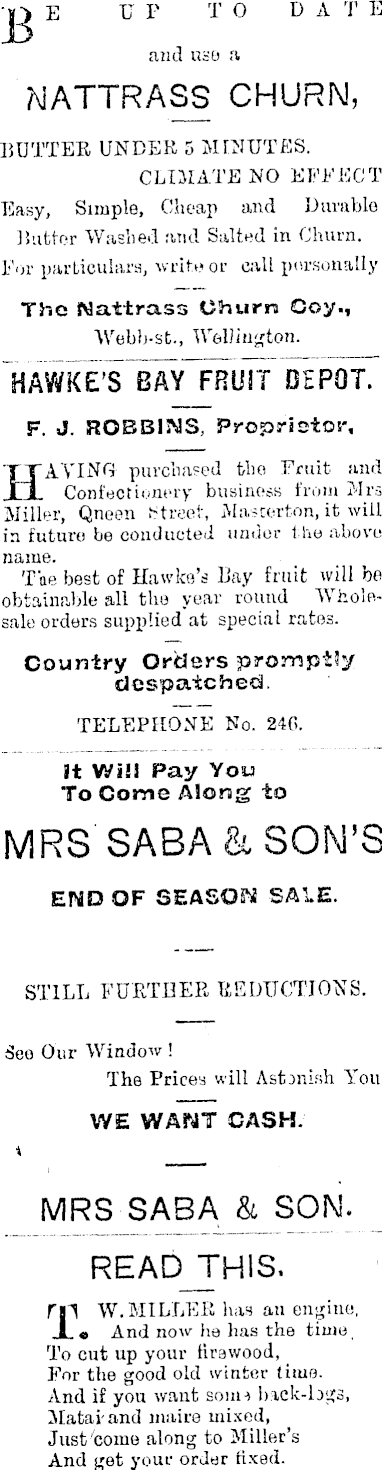 BE UP TO DATE
and use a
NATTRASS CHURN,
BUTTER UNDER 5 MINUTES.
CLIMATE NO EFFECT
Easy, Simple, Cheap and Durable
Butter Washed and Salted in Churn.
For particulars, write or call personally
The Nattrass Churn Coy.,
Webb-st., Wellington.
HAWKE'S BAY FRUIT DEPOT.
F. J. ROBBINS, Proprietor,
HAVING purchased the Fruit and
Confectionery business from Mrs
Miller, Qneen Street, Masterton, it will
in future be conducted under the above
name.
The best of Hawke's Bay fruit will be
obtainable all the year round Whole-
sale orders supplied at special rates.
Country Orders promptly
despatched.
TELEPHONE No. 246.
It Will Pay You
To Come Along to
MRS SABA & SON'S
END OF SEASON SALE.
STILL FURTHER REDUCTIONS.
See Our Window!
The Prices will Astonish You
WE WANT CASH.
MRS SABA & SON.
READ THIS.
T. W. MILLER has an engine,
And now he has the time,
To cut up your firewood,
For the good old winter time.
And if you want some back-logs,
Matai and maire mixed,
Just come along to Miller's
And get your order fixed.